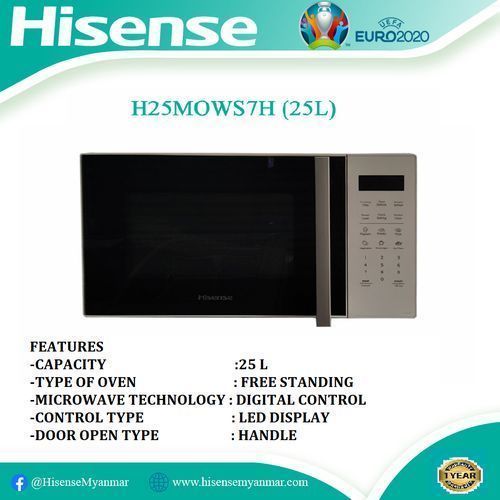 Hisense
UEFA
EURO2020
H25MOWS7H (25L)
Hisense
FEATURES
-CAPACITY :25 L
-TYPE OF OVEN : FREE STANDING
-MICROWAVE TECHNOLOGY : DIGITAL CONTROL
-CONTROL TYPE : LED DISPLAY
-DOOR OPEN TYPE : HANDLE
@HisenseMyanmar
www.hisensemyanmar.com
1 YEAR